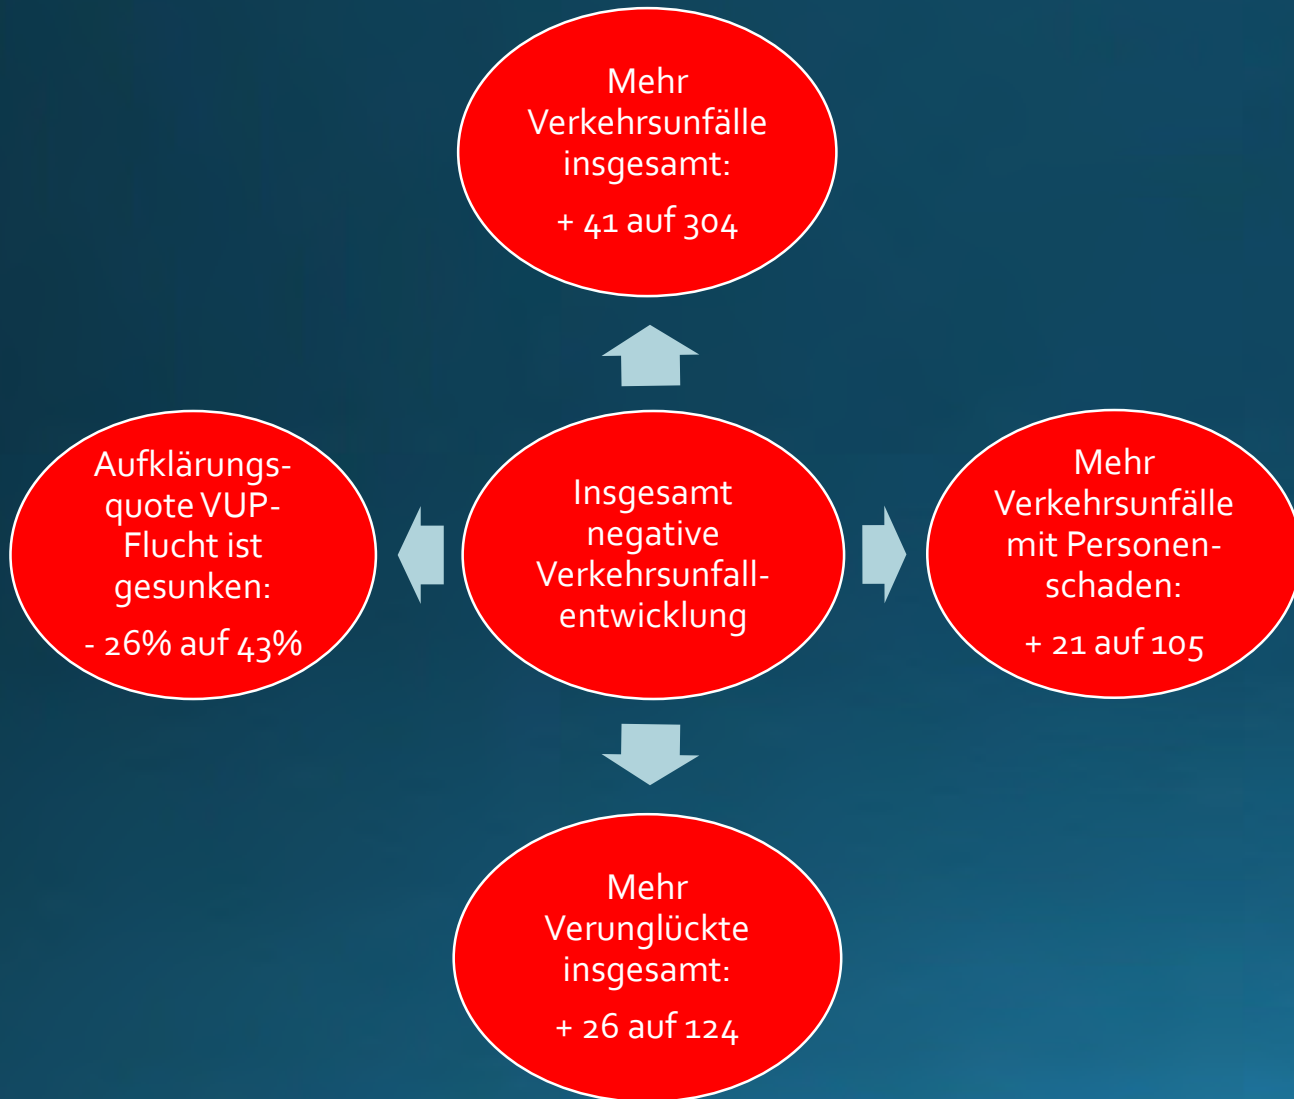 Mehr
Verkehrsunfälle
insgesamt:
+ 41 auf 304
Aufklärungs-
quote VUP-
Flucht ist
gesunken:
- 26% auf 43%
Insgesamt
negative
Verkehrsunfall-
entwicklung
Mehr
Verkehrsunfälle
mit Personen-
schaden:
+ 21 auf 105
Mehr
Verunglückte
insgesamt:
+ 26 auf 124